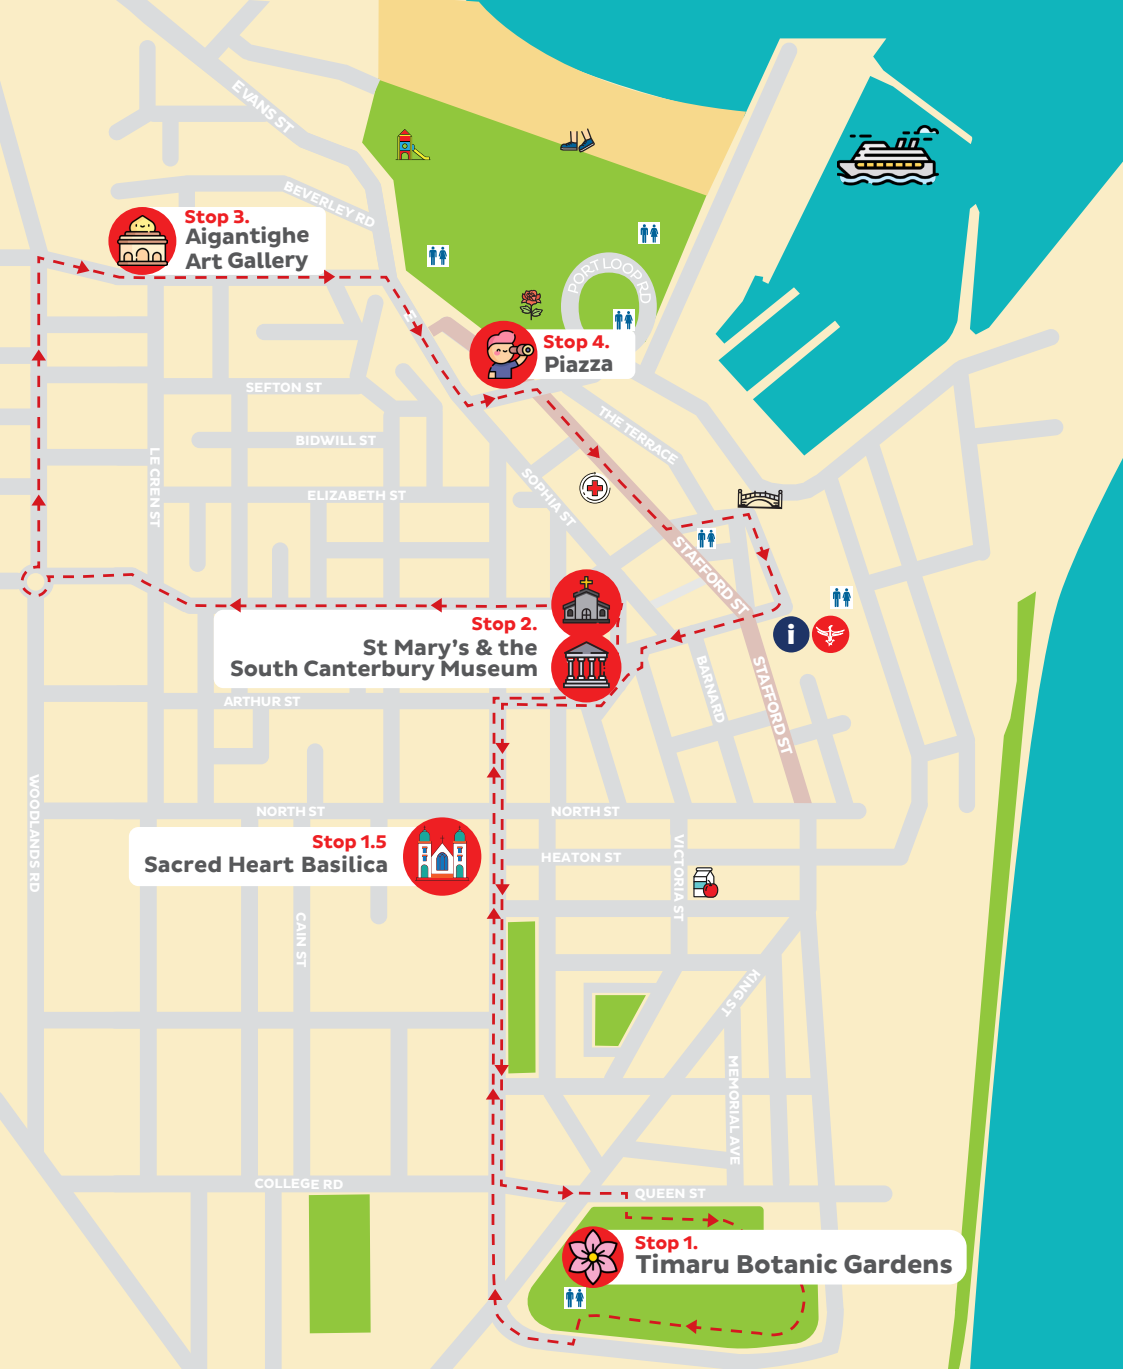 EVANS ST
BEVERLEY RD
Stop 3.
Aigantighe
Art Gallery
PORT LOOP RD
Stop 4.
Piazza
SEFTON ST
THE TERRACE
BIDWILL ST
LE CREN ST
ELIZABETH ST
SOPHIA ST
STAFFORD ST
i
Stop 2.
St Mary's & the
South Canterbury Museum
BARNARD
STAFFORD ST
ARTHUR ST
WOODLANDS RD
NORTH ST
NORTH ST
Stop 1.5
Sacred Heart Basilica
HEATON ST
VICTORIA ST
CAIN ST
KING ST
MEMORIAL AVE
COLLEGE RD
QUEEN ST
Stop 1.
Timaru Botanic Gardens